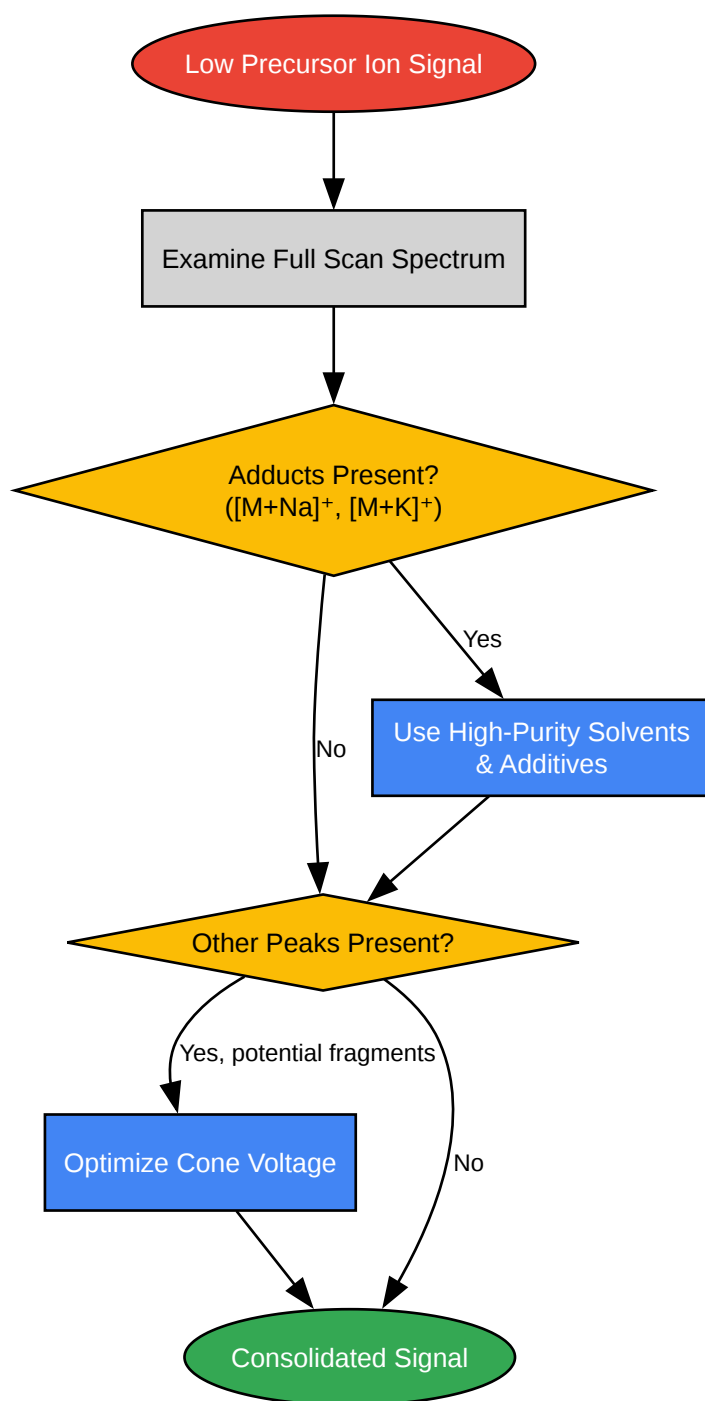 Low Precursor Ion Signal
Examine Full Scan Spectrum
Adducts Present?
([M+Na]⁺, [M+K]⁺)
Yes
Use High-Purity Solvents
& Additives
No
Other Peaks Present?
Yes, potential fragments
Optimize Cone Voltage
No
Consolidated Signal